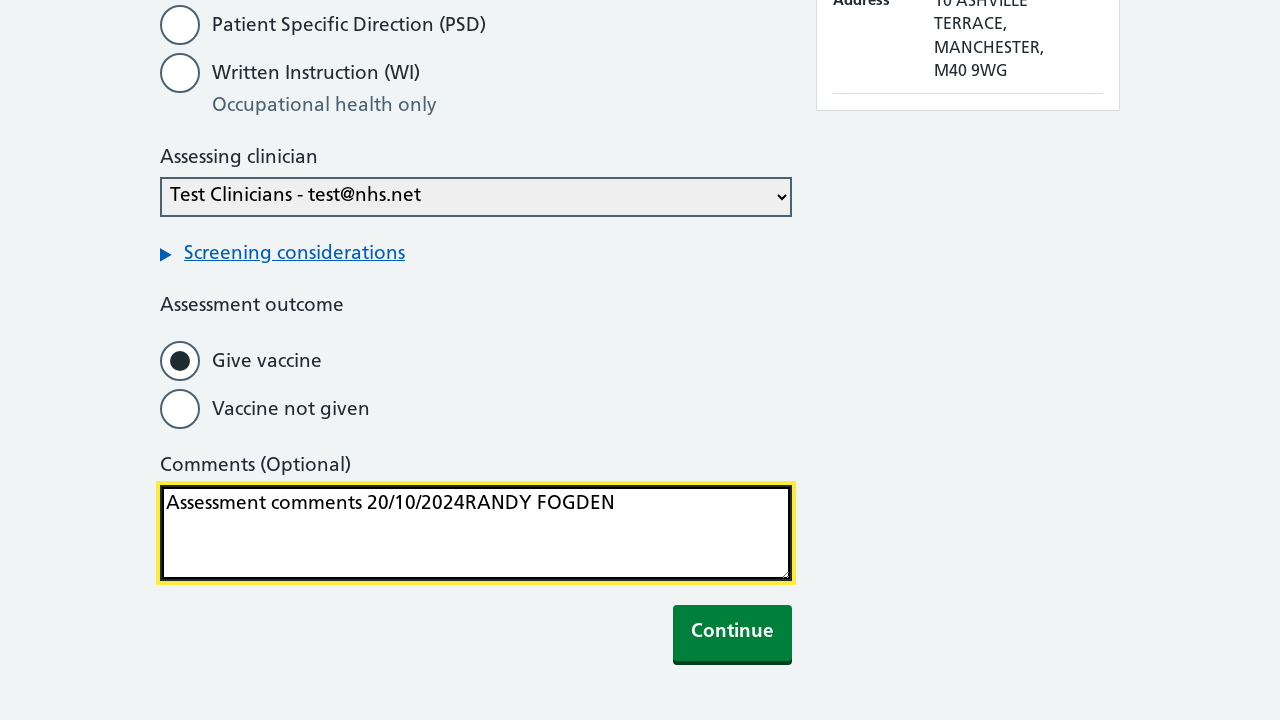 Patient Specific Direction (PSD)
Written Instruction (WI)
Occupational health only
Assessing clinician
Test Clinicians - test@nhs.net
Screening considerations
Assessment outcome
Give vaccine
Vaccine not given
Comments (Optional)
Assessment comments 20/10/2024RANDY FOGDEN
Continue
Address
10 ASHVILLE
TERRACE,
MANCHESTER,
M40 9WG